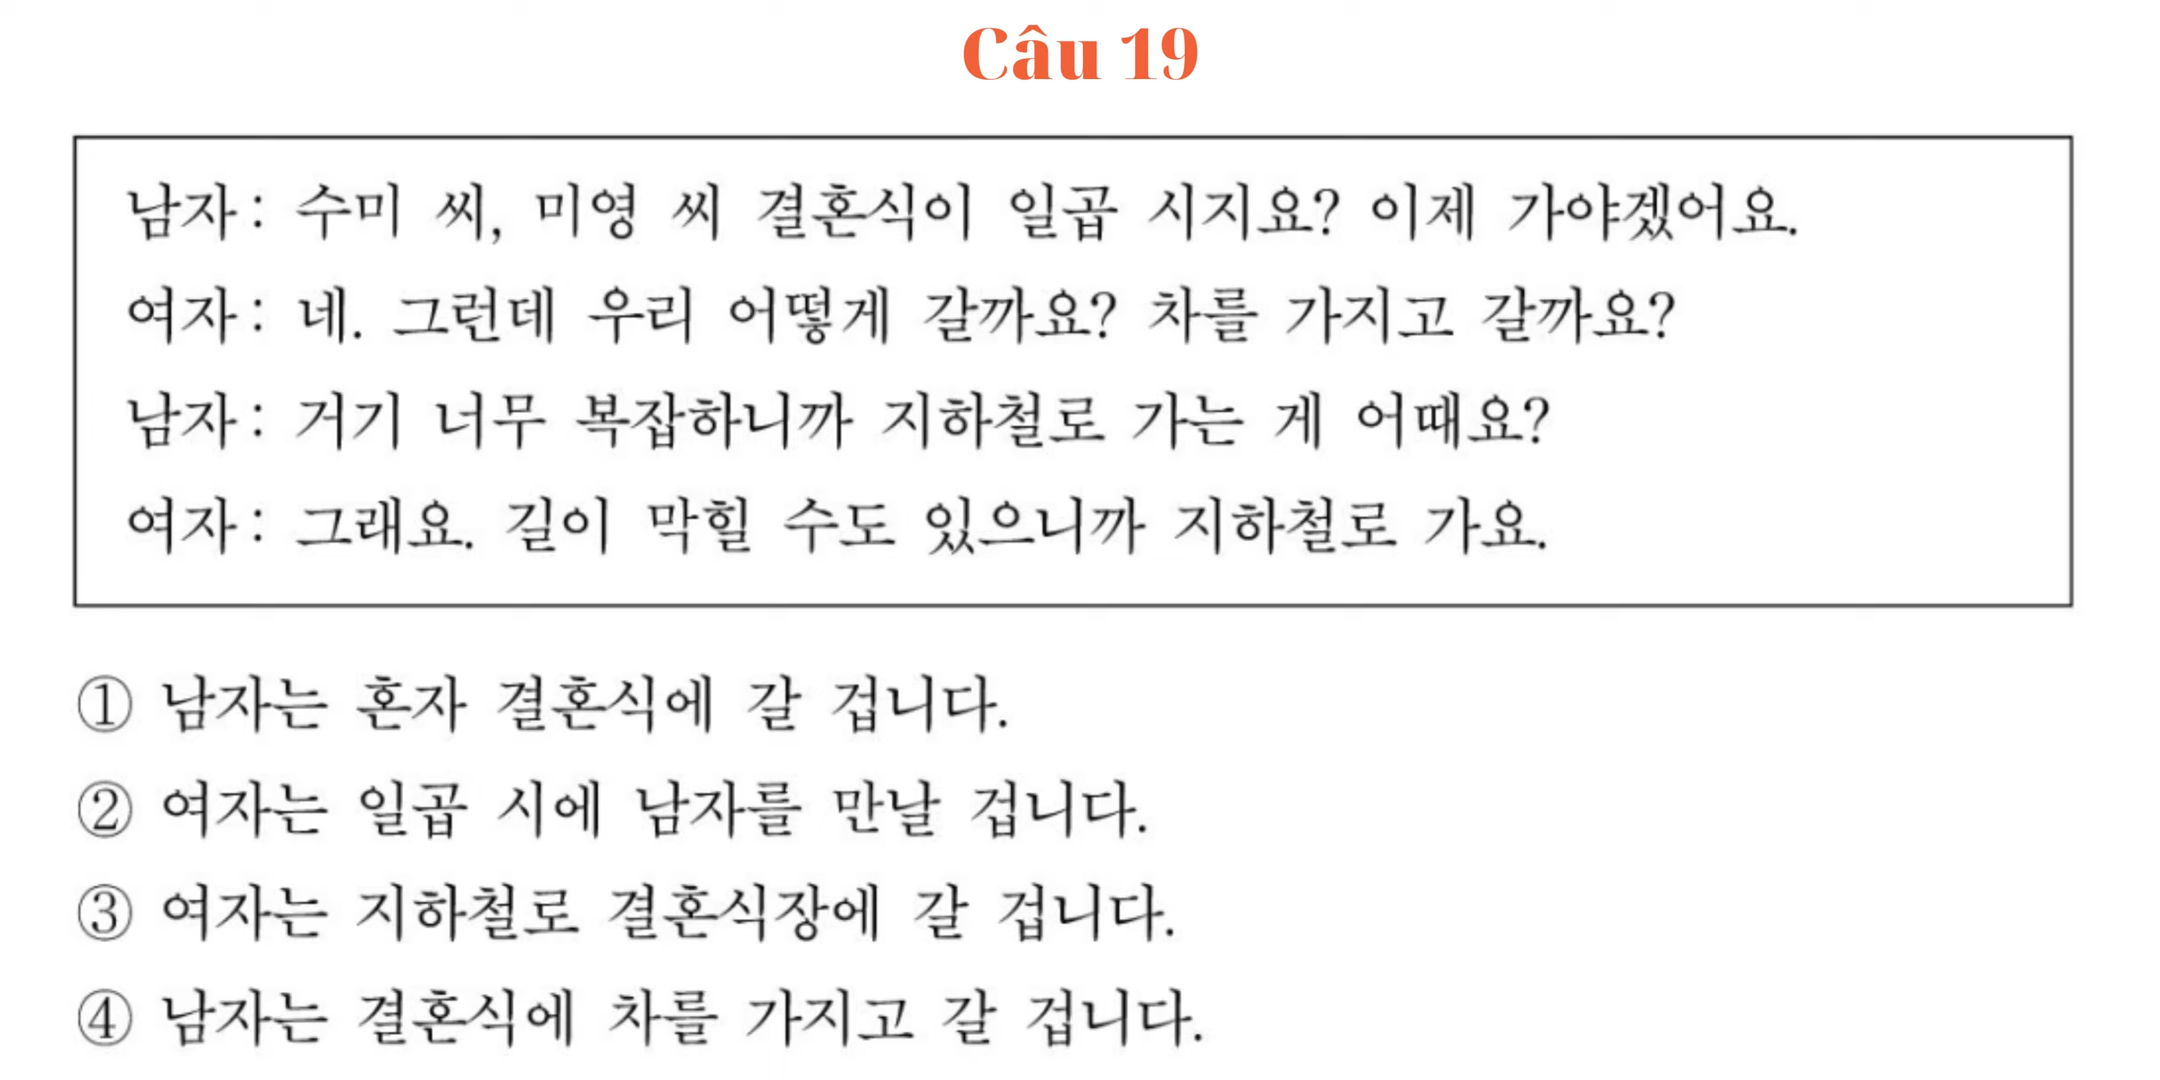 Câu 19
남자: 수미 씨, 미영 씨 결혼식이 일곱 시지요? 이제 가야겠어요.
여자: 네. 그런데 우리 어떻게 갈까요? 차를 가지고 갈까요?
남자: 거기 너무 복잡하니까 지하철로 가는 게 어때요?
여자: 그래요. 길이 막힐 수도 있으니까 지하철로 가요.
① 남자는 혼자 결혼식에 갈 겁니다.
② 여자는 일곱 시에 남자를 만날 겁니다.
③ 여자는 지하철로 결혼식장에 갈 겁니다.
④ 남자는 결혼식에 차를 가지고 갈 겁니다.